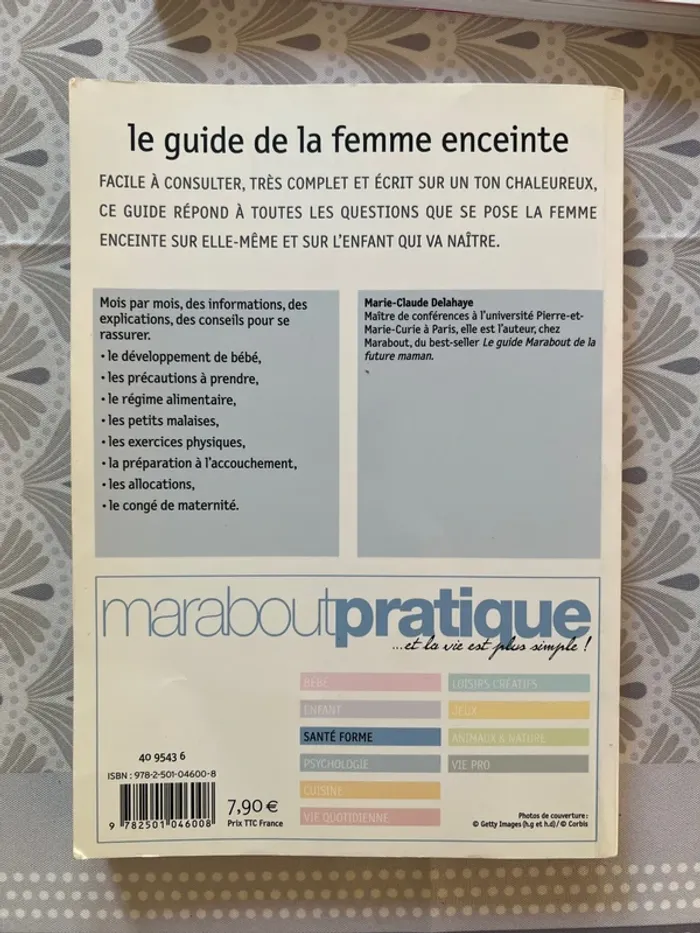 le guide de la femme enceinte
FACILE À CONSULTER, TRÈS COMPLET ET ÉCRIT SUR UN TON CHALEUREUX,
CE GUIDE RÉPOND À TOUTES LES QUESTIONS QUE SE POSE LA FEMME
ENCEINTE SUR ELLE-MÊME ET SUR L'ENFANT QUI VA NAÎTRE.
Mois par mois, des informations, des
explications, des conseils pour se
rassurer.
• le développement de bébé,
• les précautions à prendre,
• le régime alimentaire,
• les petits malaises,
• les exercices physiques,
• la préparation à l'accouchement,
• les allocations,
• le congé de maternité.
Marie-Claude Delahaye
Maître de conférences à l'université Pierre-et-
Marie-Curie à Paris, elle est l'auteur, chez
Marabout, du best-seller Le guide Marabout de la
future maman.
maraboutpratique
...et la vie est plus simple !
BÉBÉ
ENFANT
SANTÉ FORME
PSYCHOLOGIE
CUISINE
VIE QUOTIDIENNE
LOISIRS CRÉATIFS
JEUX
ANIMAUX & NATURE
VIE PRO
40 9543 6
ISBN : 978-2-501-04600-8
9 782501 046008
7,90 €
Prix TTC France
Photos de couverture :
© Getty Images (h.g et h.d) / © Corbis